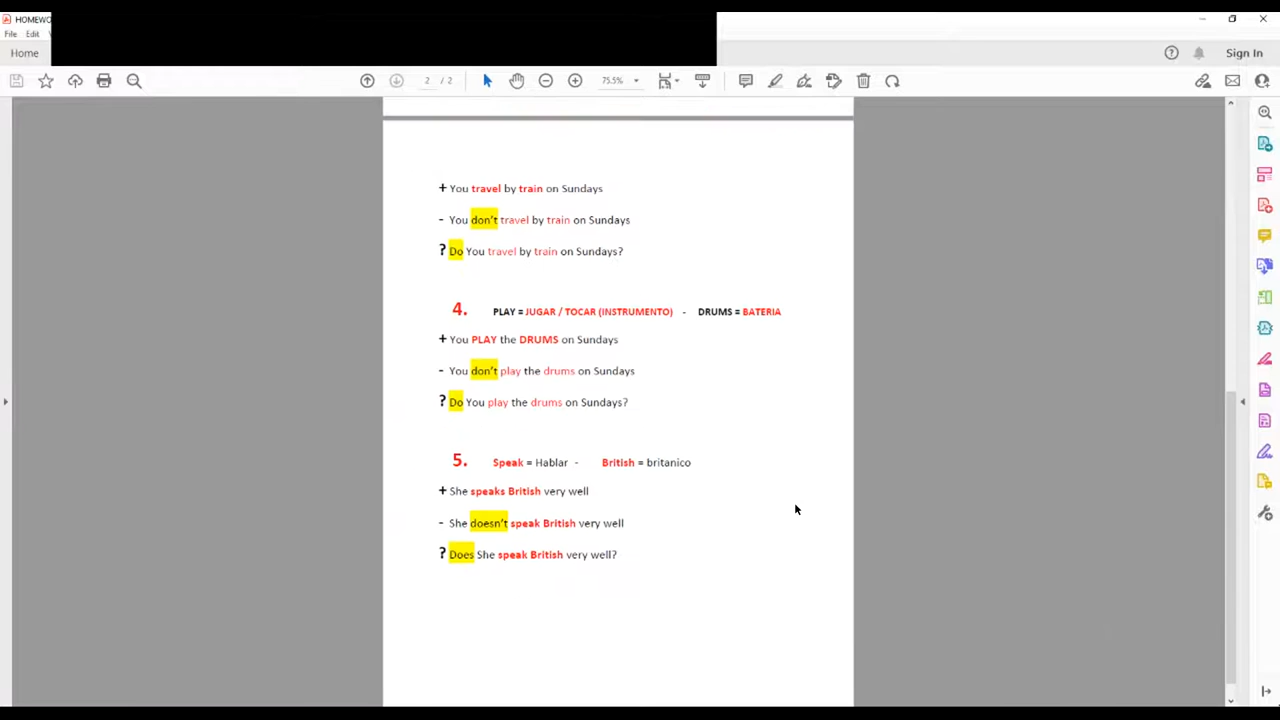 HOMEWO
File Edit
Home
Sign In
2 / 2
75.5%
+ You travel by train on Sundays
- You don't travel by train on Sundays
? Do You travel by train on Sundays?
4. PLAY = JUGAR / TOCAR (INSTRUMENTO) - DRUMS = BATERIA
+ You PLAY the DRUMS on Sundays
- You don't play the drums on Sundays
? Do You play the drums on Sundays?
5. Speak = Hablar - British = britanico
+ She speaks British very well
- She doesn't speak British very well
? Does She speak British very well?